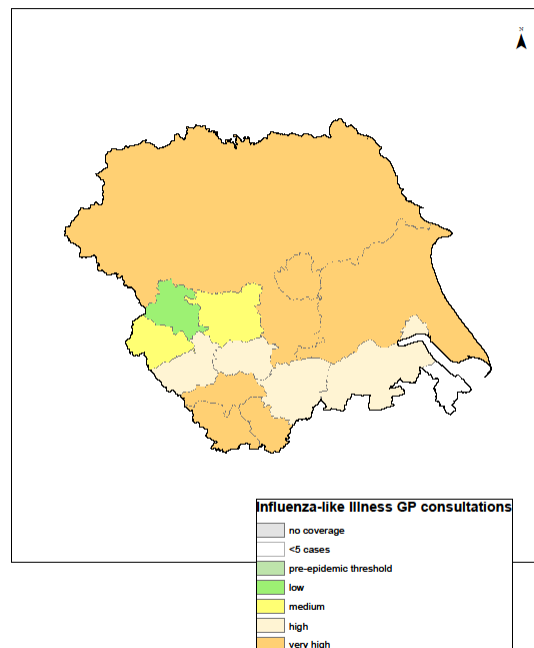 N
Influenza-like Illness GP consultations
no coverage
<5 cases
pre-epidemic threshold
low
medium
high
very high